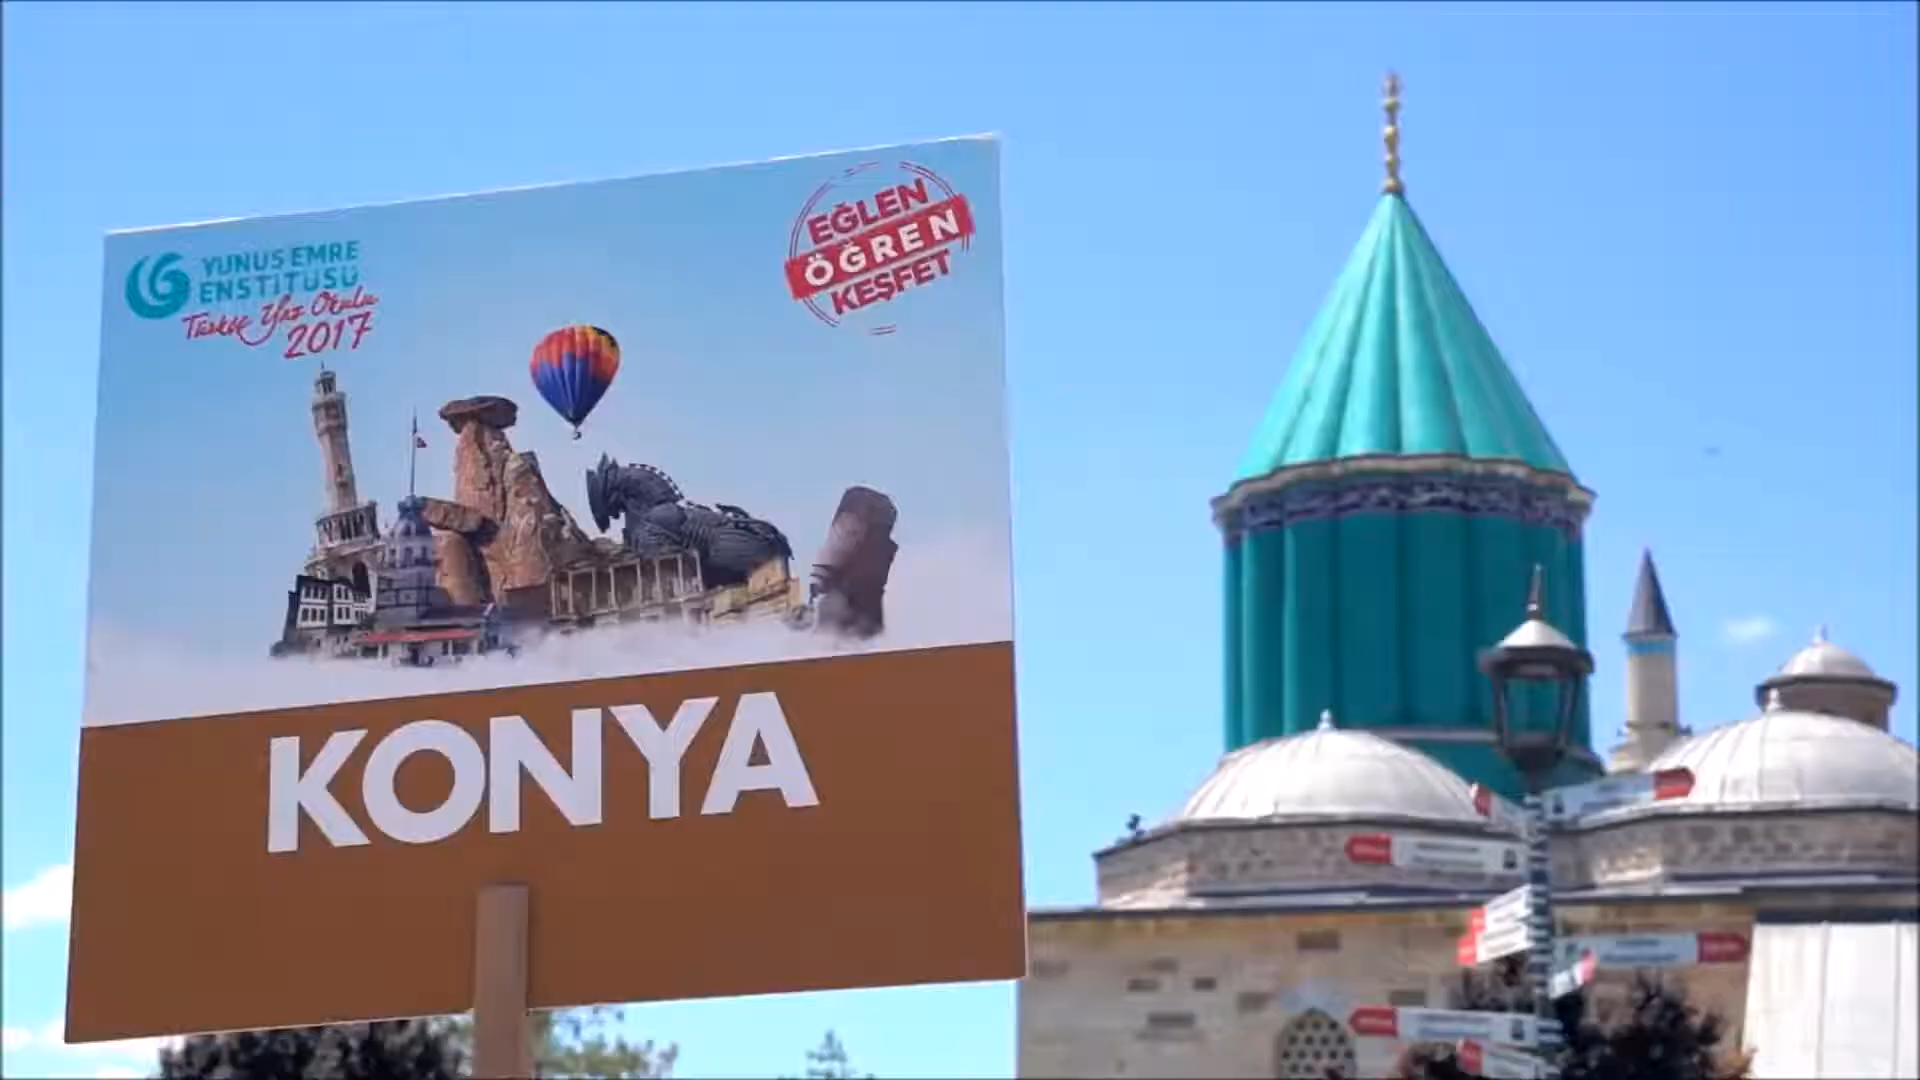 YUNUS EMRE
ENSTİTÜSÜ
Türkçe Yaz Okulu
2017
EĞLEN
ÖĞREN
KEŞFET
KONYA